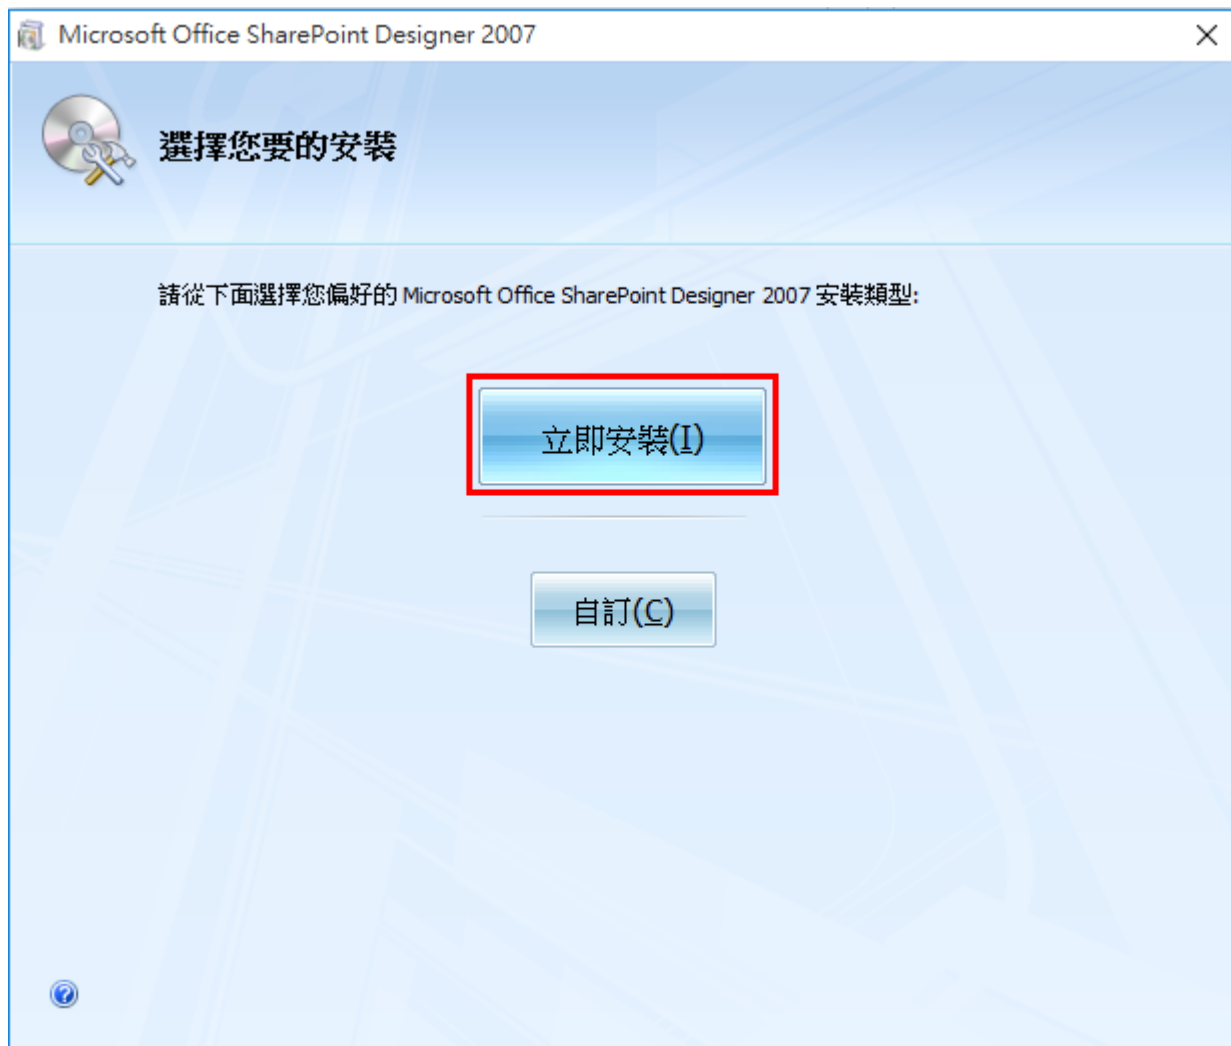 Microsoft Office SharePoint Designer 2007
選擇您要的安裝
請從下面選擇您偏好的 Microsoft Office SharePoint Designer 2007 安裝類型:
立即安裝(I)
自訂(C)